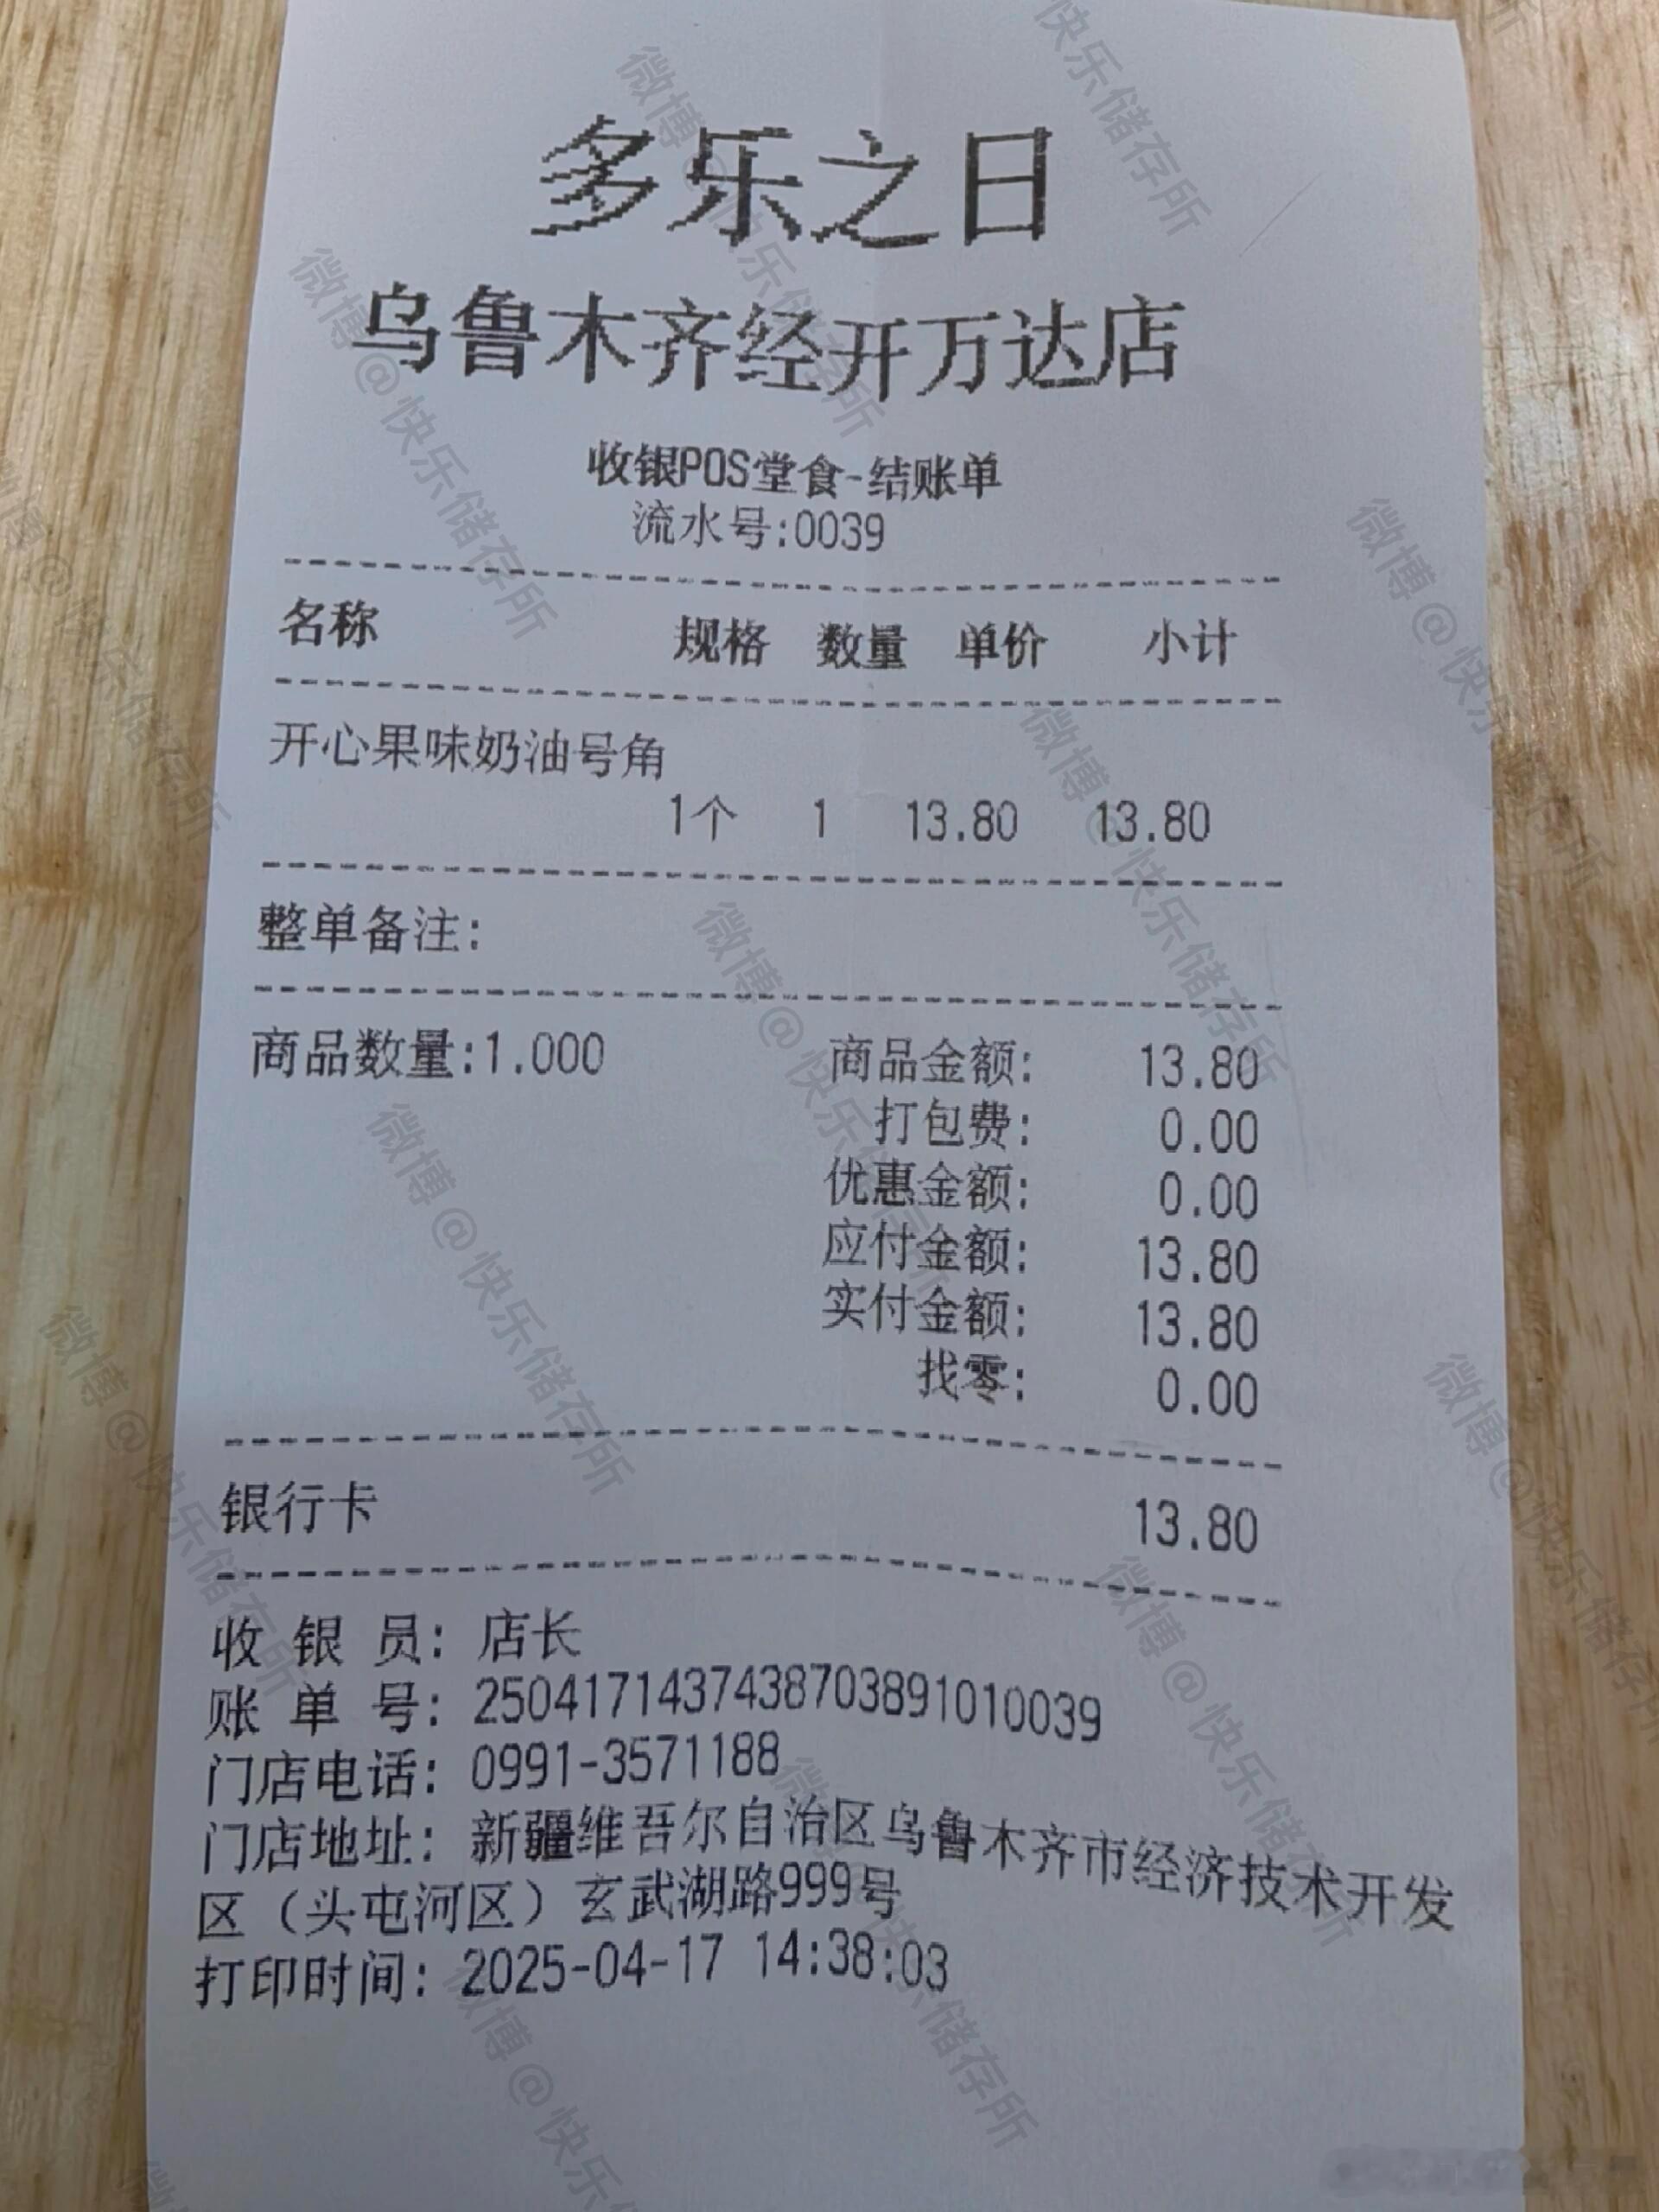 多乐之日
乌鲁木齐经开万达店
收银POS堂食-结账单
流水号:0039
名称 规格 数量 单价 小计
开心果味奶油号角
1个 1 13.80 13.80
整单备注:
商品数量:1.000 商品金额: 13.80
打包费: 0.00
优惠金额: 0.00
应付金额: 13.80
实付金额: 13.80
找零: 0.00
银行卡 13.80
收 银 员: 店长
账 单 号: 2504171437438703891010039
门店电话: 0991-3571188
门店地址: 新疆维吾尔自治区乌鲁木齐市经济技术开发
区（头屯河区）玄武湖路999号
打印时间: 2025-04-17 14:38:03
微博@快乐储存所